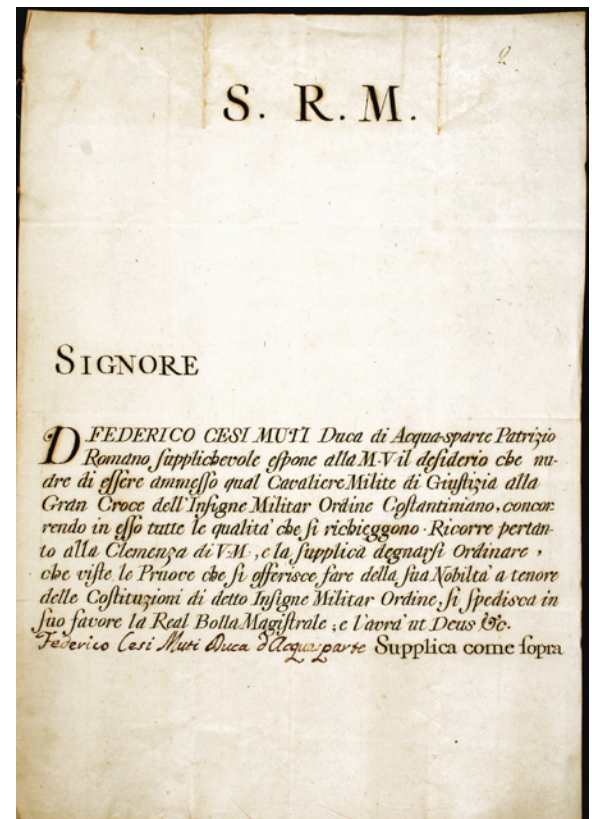 2
S. R. M.
SIGNORE
D. FEDERICO CESI MUTI Duca di Acqua-sparte Patrizio
Romano supplichevole espone alla M.V. il desiderio che nu-
dre di essere ammesso qual Cavaliere Milite di Giustizia alla
Gran Croce dell'Insigne Militar Ordine Costantiniano, concor-
rendo in esso tutte le qualità che si richieggono. Ricorre pertan-
to alla Clemenza di V.M., e la supplica degnarsi Ordinare,
che viste le Pruove che si offerisce fare della sua Nobiltà a tenore
delle Costituzioni di detto Insigne Militar Ordine, si spedisca in
suo favore la Real Bolla Magistrale; e l'avrà ut Deus &c.
Federico Cesi Muti Duca d'Acquasparte Supplica come sopra